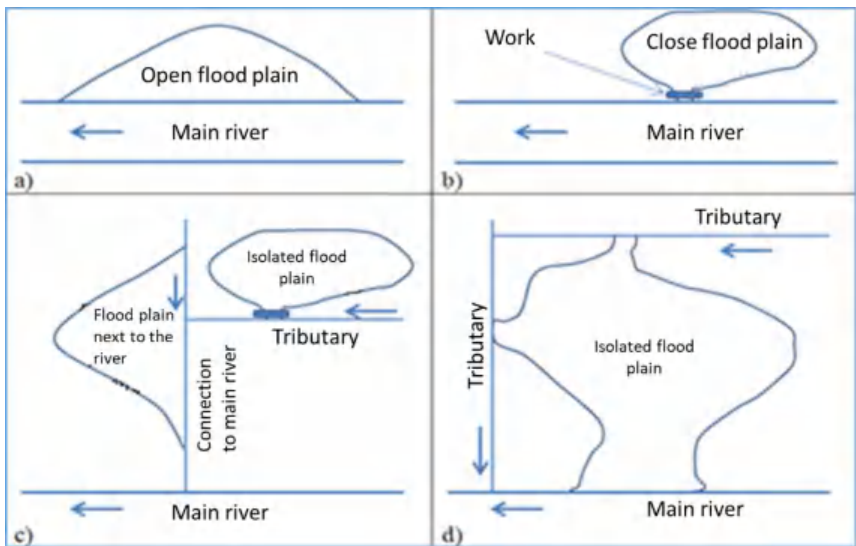 Open flood plain
Main river
a)
Work
Close flood plain
Main river
b)
Isolated flood
plain
Flood plain
next to the
river
Tributary
Connection
to main river
Main river
c)
Tributary
Tributary
Isolated flood
plain
Main river
d)